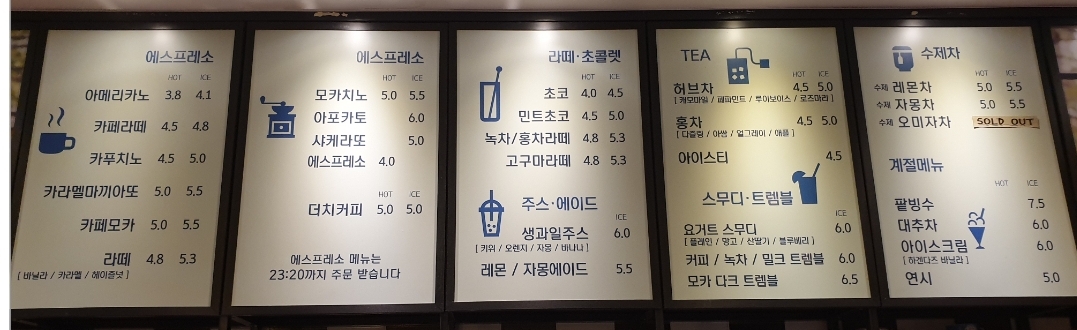 에스프레소
HOT ICE
아메리카노 3.8 4.1
카페라떼 4.5 4.8
카푸치노 4.5 5.0
카라멜마끼아또 5.0 5.5
카페모카 5.0 5.5
라떼 4.8 5.3
[ 바닐라 / 카라멜 / 헤이즐넛 ]
에스프레소
HOT ICE
모카치노 5.0 5.5
아포카토 6.0
샤케라또 5.0
에스프레소 4.0
HOT ICE
더치커피 5.0 5.0
에스프레소 메뉴는
23:20까지 주문 받습니다
라떼·초콜렛
HOT ICE
초코 4.0 4.5
민트초코 4.5 5.0
녹차/홍차라떼 4.8 5.3
고구마라떼 4.8 5.3
주스·에이드
ICE
생과일주스 6.0
[ 키위 / 오렌지 / 자몽 / 바나나 ]
레몬 / 자몽에이드 5.5
TEA
HOT ICE
허브차 4.5 5.0
[ 캐모마일 / 페퍼민트 / 루이보이스 / 로즈마리 ]
홍차 4.5 5.0
[ 다즐링 / 아쌈 / 얼그레이 / 애플 ]
아이스티 4.5
스무디·트렘블
ICE
요거트 스무디 6.0
[ 플레인 / 망고 / 산딸기 / 블루베리 ]
커피 / 녹차 / 밀크 트렘블 6.0
모카 다크 트렘블 6.5
수제차
HOT ICE
수제 레몬차 5.0 5.5
수제 자몽차 5.0 5.5
수제 오미자차 SOLD OUT
계절메뉴
HOT ICE
팥빙수 7.5
대추차 6.0
아이스크림 6.0
[ 하겐다즈 바닐라 ]
연시 5.0